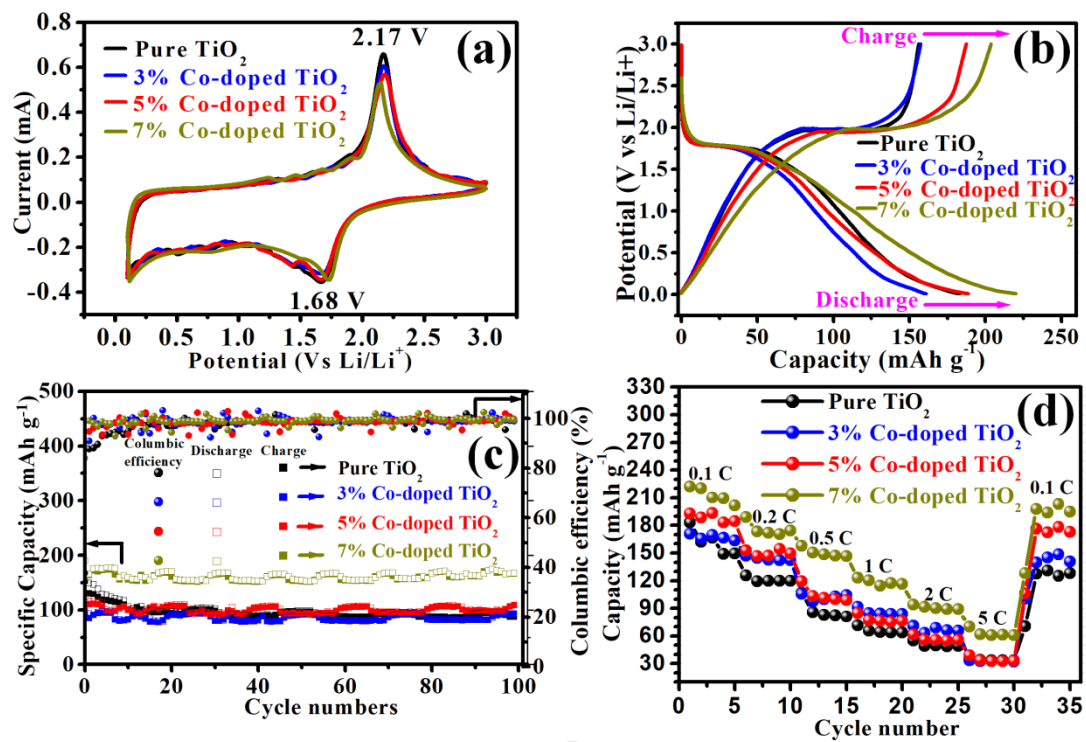 (a)
2.17 V
Pure TiO2
3% Co-doped TiO2
5% Co-doped TiO2
7% Co-doped TiO2
1.68 V
0.8
0.6
0.4
0.2
0.0
-0.2
-0.4
Current (mA)
0.0 0.5 1.0 1.5 2.0 2.5 3.0
Potential (Vs Li/Li+)
(b)
Charge
Pure TiO2
3% Co-doped TiO2
5% Co-doped TiO2
7% Co-doped TiO2
Discharge
3.0
2.5
2.0
1.5
1.0
0.5
0.0
Potential (V vs Li/Li+)
0 50 100 150 200 250
Capacity (mAh g-1)
(c)
Columbic
efficiency
Discharge
Charge
Pure TiO2
3% Co-doped TiO2
5% Co-doped TiO2
7% Co-doped TiO2
500
450
400
350
300
250
200
150
100
50
0
Specific Capacity (mAh g-1)
100
80
60
40
20
0
Columbic efficiency (%)
0 20 40 60 80 100
Cycle numbers
(d)
Pure TiO2
3% Co-doped TiO2
5% Co-doped TiO2
7% Co-doped TiO2
0.1 C
0.2 C
0.5 C
1 C
2 C
5 C
0.1 C
330
300
270
240
210
180
150
120
90
60
30
Capacity (mAh g-1)
0 5 10 15 20 25 30 35
Cycle number